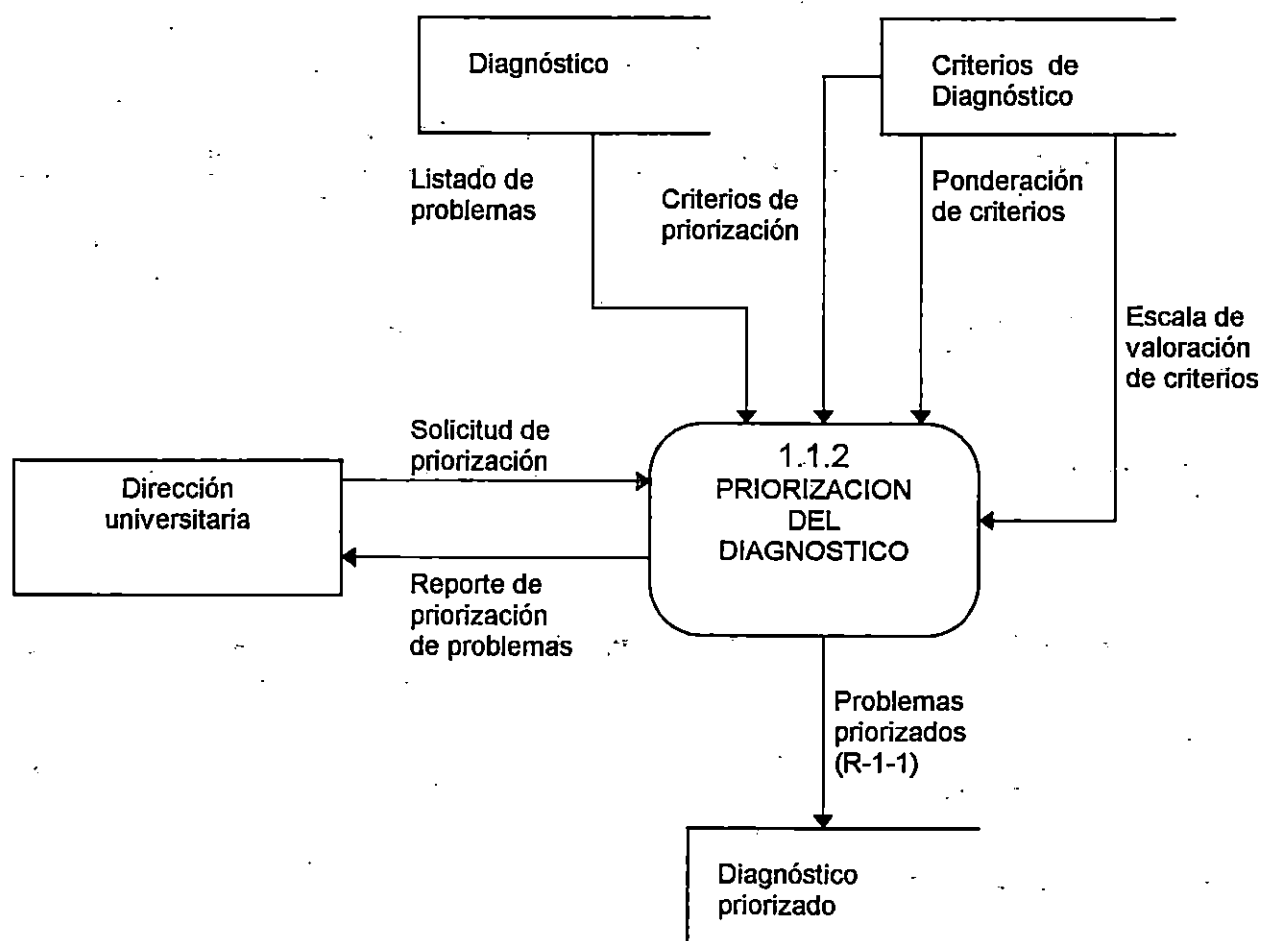 Diagnóstico
Criterios de
Diagnóstico
Listado de
problemas
Criterios de
priorización
Ponderación
de criterios
Escala de
valoración
de criterios
Solicitud de
priorización
Dirección
universitaria
1.1.2
PRIORIZACION
DEL
DIAGNOSTICO
Reporte de
priorización
de problemas
Problemas
priorizados
(R-1-1)
Diagnóstico
priorizado